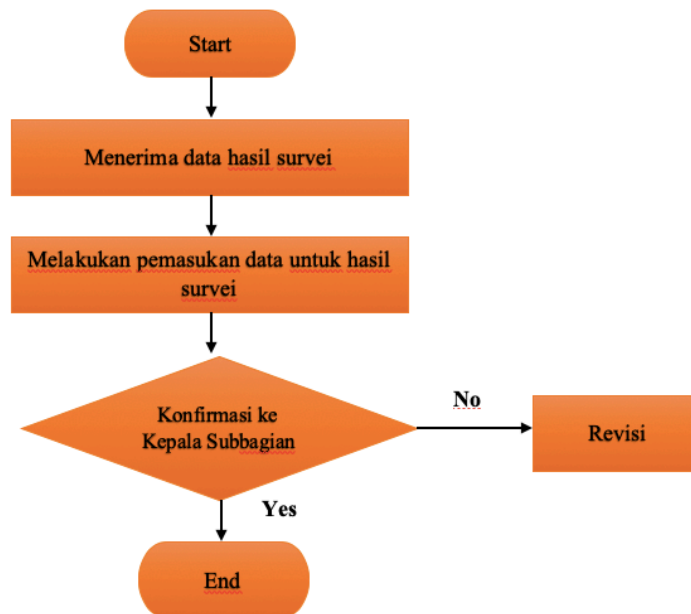 Start
Menerima data hasil survei
Melakukan pemasukan data untuk hasil
survei
Konfirmasi ke
Kepala Subbagian
No
Revisi
Yes
End